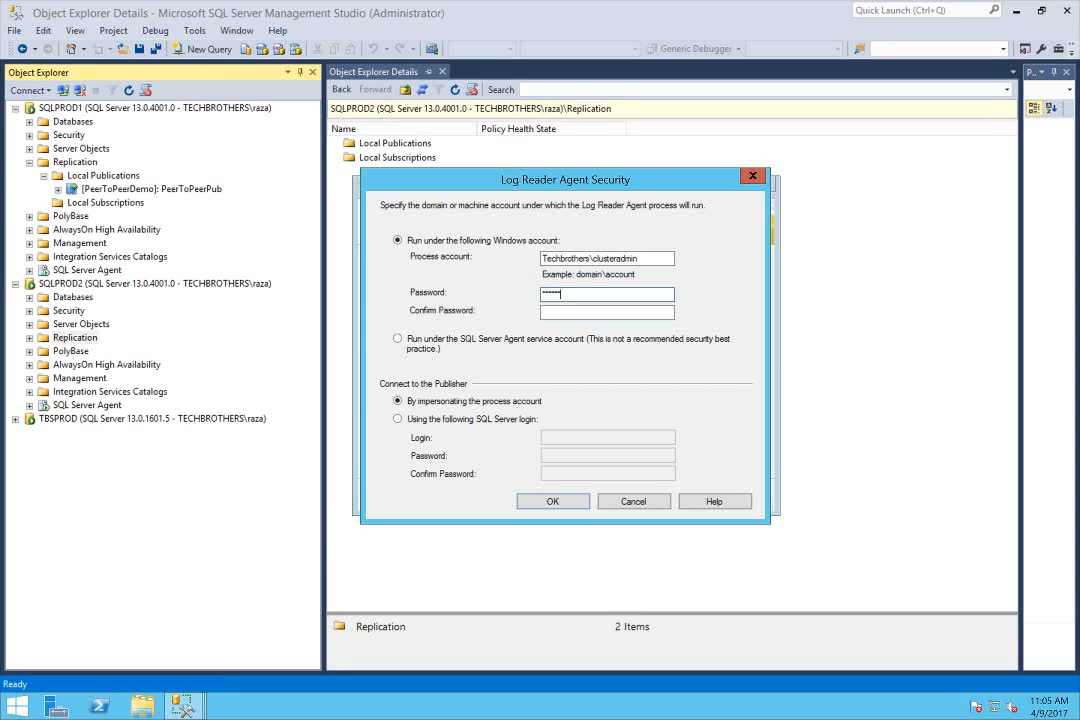 Object Explorer Details - Microsoft SQL Server Management Studio (Administrator)
Quick Launch (Ctrl+Q)
File Edit View Project Debug Tools Window Help
New Query
Generic Debugger
Object Explorer
Connect
SQLPROD1 (SQL Server 13.0.4001.0 - TECHBROTHERS\raza)
Databases
Security
Server Objects
Replication
Local Publications
[PeerToPeerDemo]: PeerToPeerPub
Local Subscriptions
PolyBase
AlwaysOn High Availability
Management
Integration Services Catalogs
SQL Server Agent
SQLPROD2 (SQL Server 13.0.4001.0 - TECHBROTHERS\raza)
Databases
Security
Server Objects
Replication
PolyBase
AlwaysOn High Availability
Management
Integration Services Catalogs
SQL Server Agent
TBSPROD (SQL Server 13.0.1601.5 - TECHBROTHERS\raza)
Object Explorer Details
Back Forward Search
SQLPROD2 (SQL Server 13.0.4001.0 - TECHBROTHERS\raza)\Replication
Name Policy Health State
Local Publications
Local Subscriptions
Log Reader Agent Security
Specify the domain or machine account under which the Log Reader Agent process will run.
Run under the following Windows account:
Process account: Techbrothers\clusteradmin
Example: domain\account
Password:
Confirm Password:
Run under the SQL Server Agent service account (This is not a recommended security best
practice.)
Connect to the Publisher
By impersonating the process account
Using the following SQL Server login:
Login:
Password:
Confirm Password:
OK Cancel Help
Replication 2 Items
P..
Ready
11:05 AM
4/9/2017